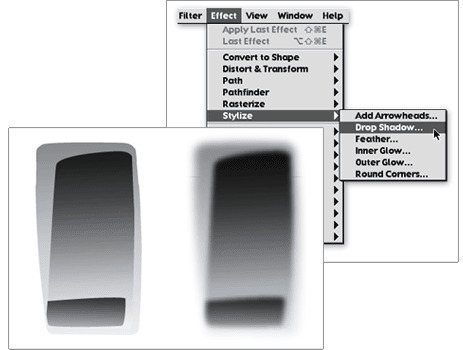 Filter Effect View Window Help
Apply Last Effect ⇧⌘E
Last Effect ⌥⇧⌘E
Convert to Shape
Distort & Transform
Path
Pathfinder
Rasterize
Stylize
Add Arrowheads...
Drop Shadow...
Feather...
Inner Glow...
Outer Glow...
Round Corners...